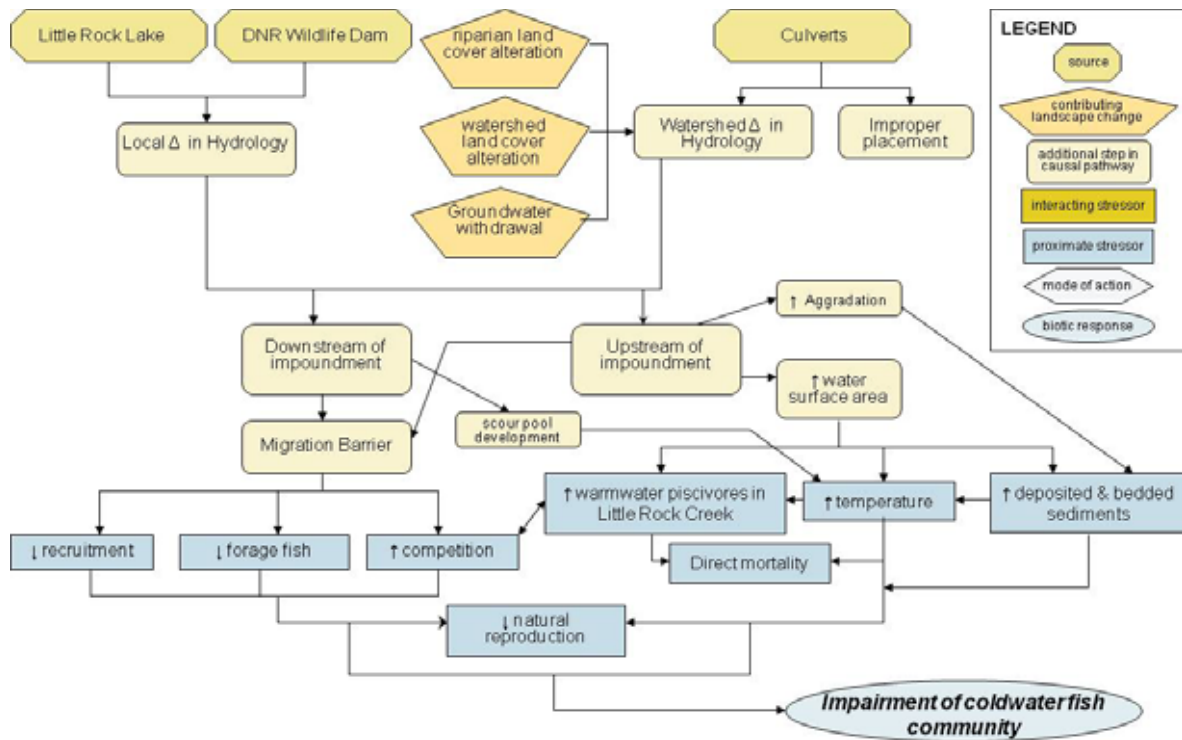 Little Rock Lake
DNR Wildlife Dam
riparian land
cover alteration
Culverts
LEGEND
source
contributing
landscape change
additional step in
causal pathway
interacting stressor
proximate stressor
mode of action
biotic response
Local Δ in Hydrology
watershed
land cover
alteration
Watershed Δ in
Hydrology
Improper
placement
Groundwater
with drawal
↑ Aggradation
Downstream of
impoundment
Upstream of
impoundment
↑ water
surface area
scour pool
development
Migration Barrier
↑ warmwater piscivores in
Little Rock Creek
↑ temperature
↑ deposited & bedded
sediments
↓ recruitment
↓ forage fish
↑ competition
Direct mortality
↓ natural
reproduction
Impairment of coldwater fish
community